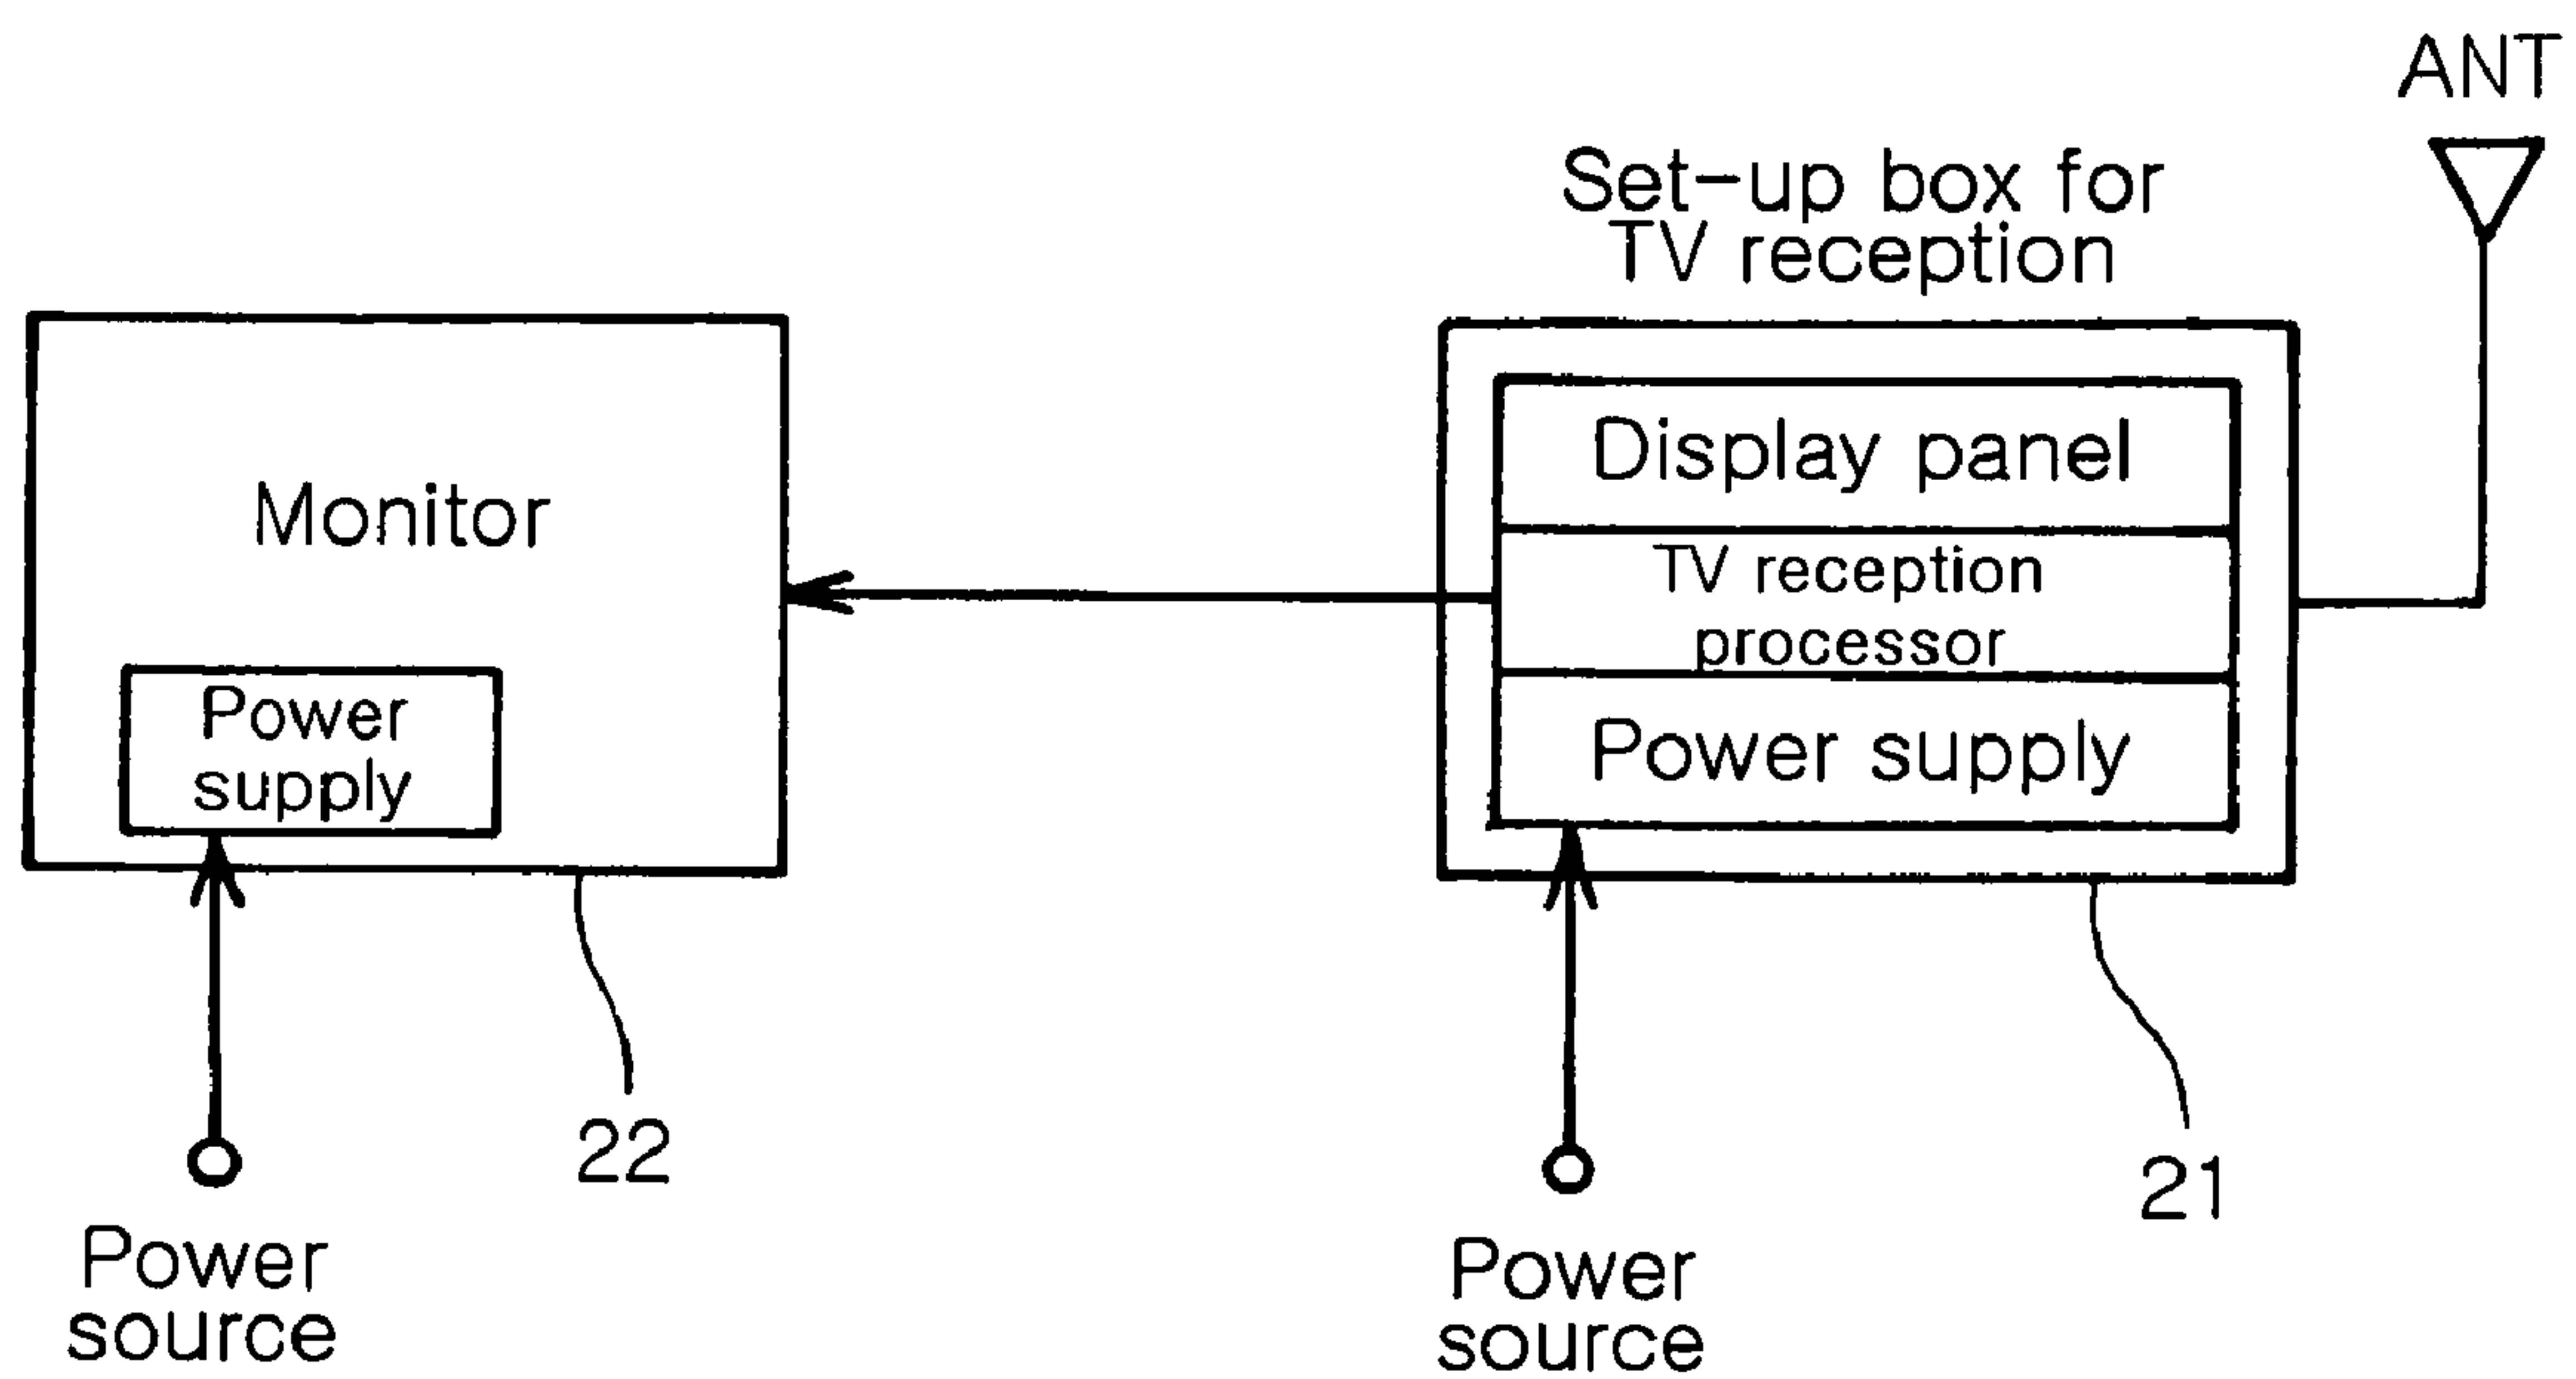 ANT
Set-up box for
TV reception
Display panel
Monitor
TV reception
processor
Power
supply
Power supply
22
21
Power
source
Power
source